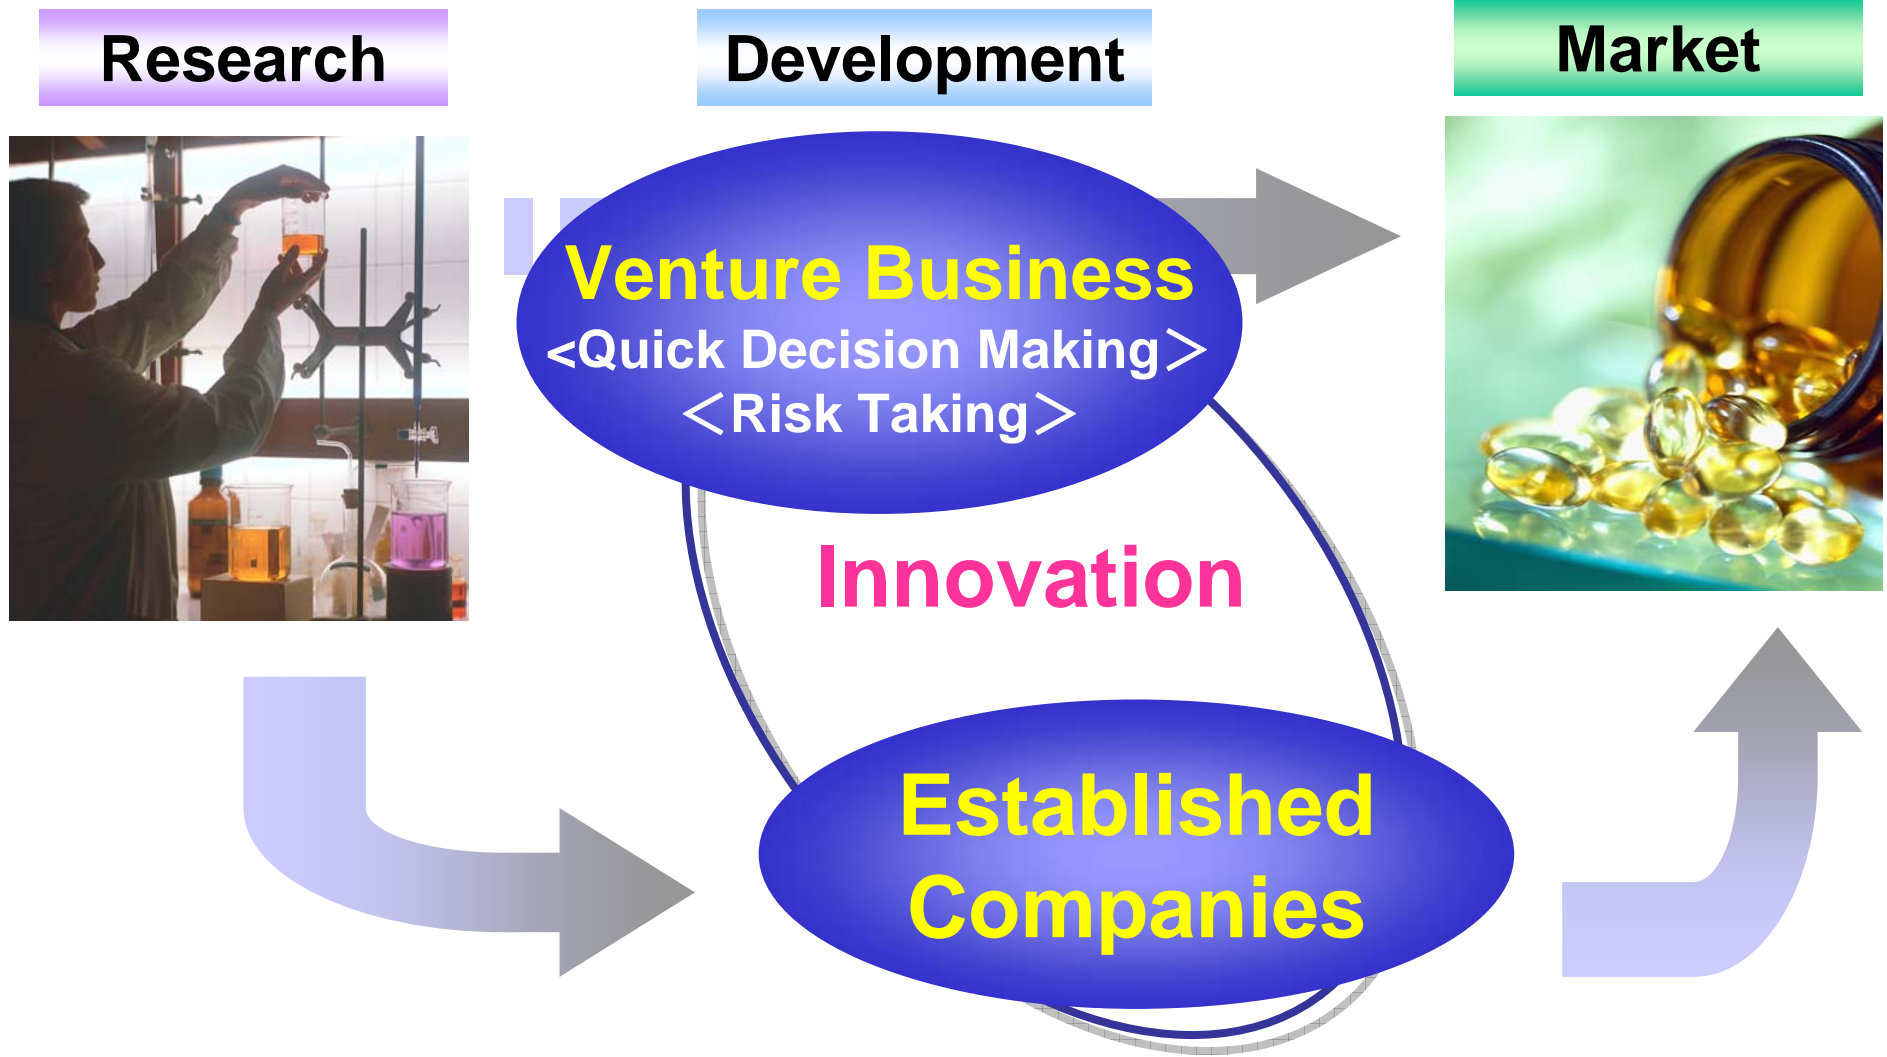 Research
Development
Market
Venture Business
<Quick Decision Making＞
＜Risk Taking＞
Innovation
Established
Companies